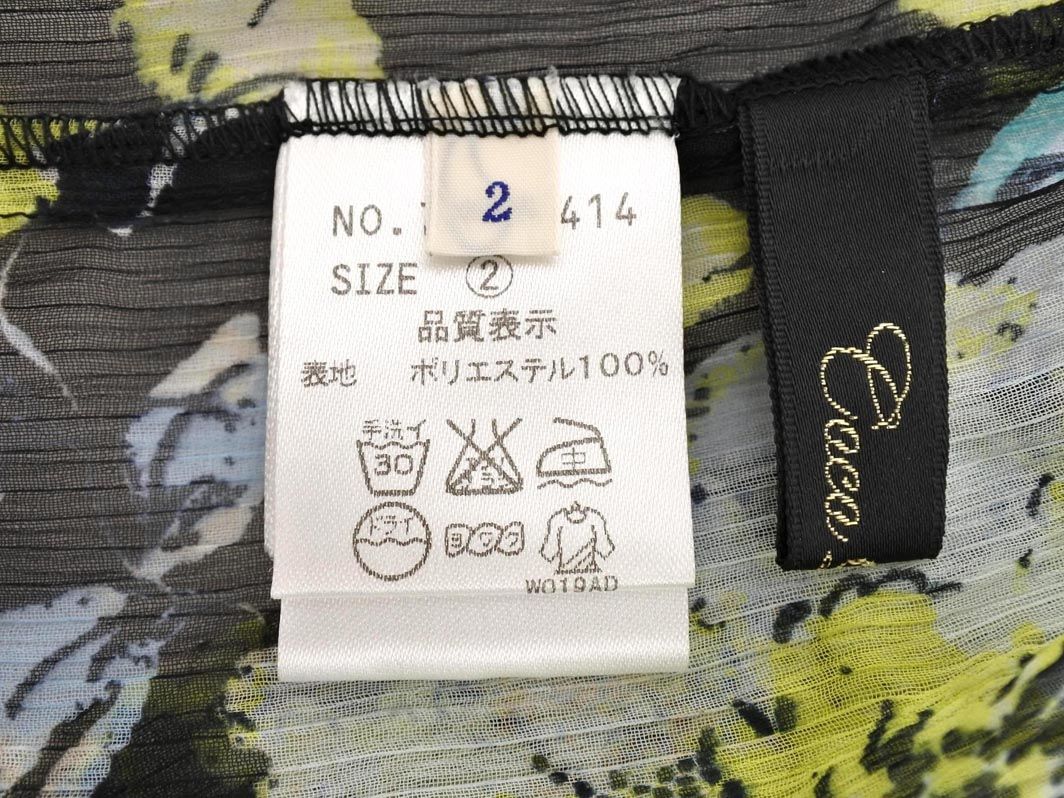 2
NO. 414
SIZE ②
品質表示
表地 ポリエステル100%
手洗イ
30
中
ドライ
ヨワク
W019AD
Coco